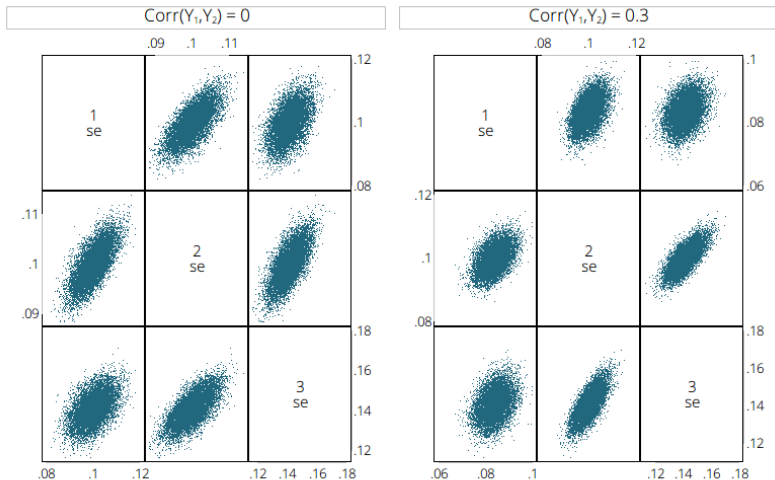 Corr(Y₁,Y₂) = 0
Corr(Y₁,Y₂) = 0.3
.09 .1 .11
.08 .1 .12
.12
.1
1
se
1
se
.1
.08
.08
.06
.11
.12
.1
2
se
.1
2
se
.09
.08
.18
.18
.16
.16
3
se
3
se
.14
.14
.12
.12
.08 .1 .12
.12 .14 .16 .18
.06 .08 .1
.12 .14 .16 .18